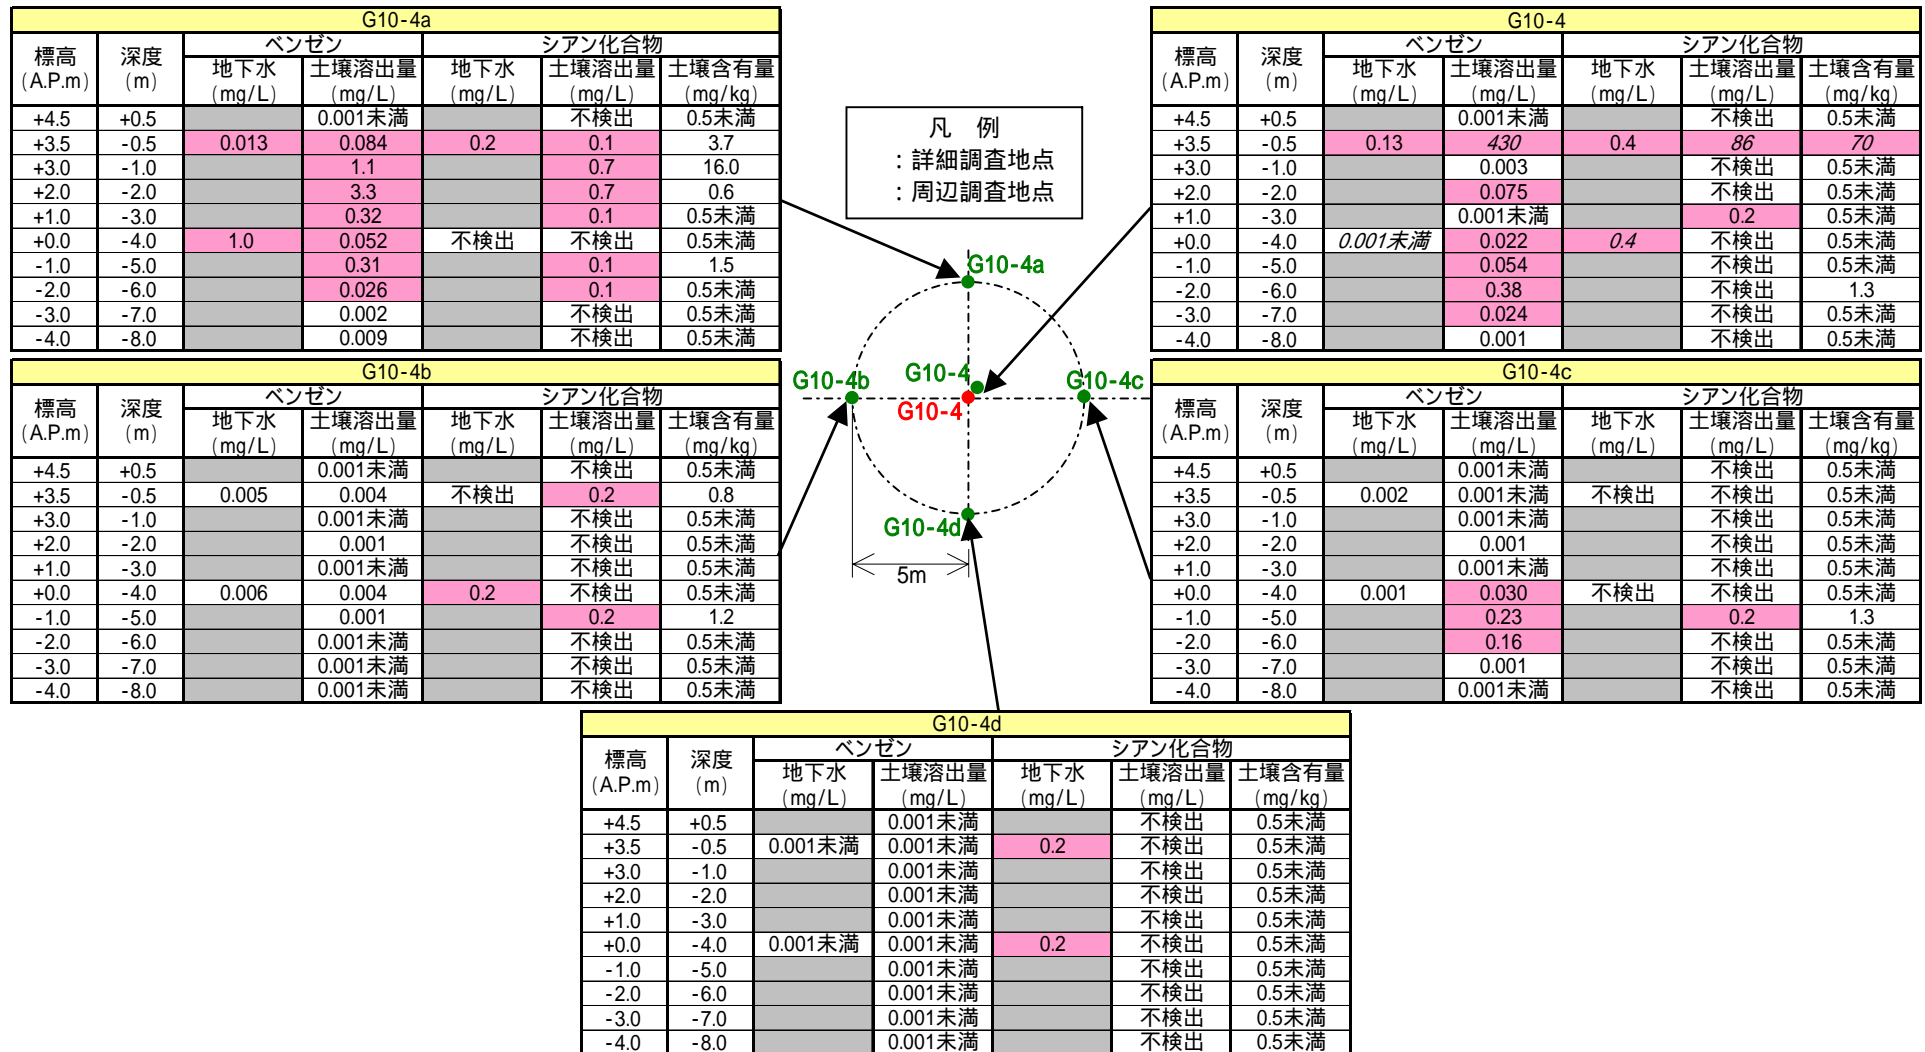 G10-4a
標高 深度 ベンゼン シアン化合物
(A.P.m) (m) 地下水 土壌溶出量 地下水 土壌溶出量 土壌含有量
(mg/L) (mg/L) (mg/L) (mg/L) (mg/kg)
+4.5 +0.5 0.001未満 不検出 0.5未満
+3.5 -0.5 0.013 0.084 0.2 0.1 3.7
+3.0 -1.0 1.1 0.7 16.0
+2.0 -2.0 3.3 0.7 0.6
+1.0 -3.0 0.32 0.1 0.5未満
+0.0 -4.0 1.0 0.052 不検出 不検出 0.5未満
-1.0 -5.0 0.31 0.1 1.5
-2.0 -6.0 0.026 0.1 0.5未満
-3.0 -7.0 0.002 不検出 0.5未満
-4.0 -8.0 0.009 不検出 0.5未満
凡 例
:詳細調査地点
:周辺調査地点
G10-4
標高 深度 ベンゼン シアン化合物
(A.P.m) (m) 地下水 土壌溶出量 地下水 土壌溶出量 土壌含有量
(mg/L) (mg/L) (mg/L) (mg/L) (mg/kg)
+4.5 +0.5 0.001未満 不検出 0.5未満
+3.5 -0.5 0.13 430 0.4 86 70
+3.0 -1.0 0.003 不検出 0.5未満
+2.0 -2.0 0.075 不検出 0.5未満
+1.0 -3.0 0.001未満 0.2 0.5未満
+0.0 -4.0 0.001未満 0.022 0.4 不検出 0.5未満
-1.0 -5.0 0.054 不検出 0.5未満
-2.0 -6.0 0.38 不検出 1.3
-3.0 -7.0 0.024 不検出 0.5未満
-4.0 -8.0 0.001 不検出 0.5未満
G10-4a
G10-4b G10-4 G10-4c
G10-4
G10-4d
5m
G10-4b
標高 深度 ベンゼン シアン化合物
(A.P.m) (m) 地下水 土壌溶出量 地下水 土壌溶出量 土壌含有量
(mg/L) (mg/L) (mg/L) (mg/L) (mg/kg)
+4.5 +0.5 0.001未満 不検出 0.5未満
+3.5 -0.5 0.005 0.004 不検出 0.2 0.8
+3.0 -1.0 0.001未満 不検出 0.5未満
+2.0 -2.0 0.001 不検出 0.5未満
+1.0 -3.0 0.001未満 不検出 0.5未満
+0.0 -4.0 0.006 0.004 0.2 不検出 0.5未満
-1.0 -5.0 0.001 0.2 1.2
-2.0 -6.0 0.001未満 不検出 0.5未満
-3.0 -7.0 0.001未満 不検出 0.5未満
-4.0 -8.0 0.001未満 不検出 0.5未満
G10-4c
標高 深度 ベンゼン シアン化合物
(A.P.m) (m) 地下水 土壌溶出量 地下水 土壌溶出量 土壌含有量
(mg/L) (mg/L) (mg/L) (mg/L) (mg/kg)
+4.5 +0.5 0.001未満 不検出 0.5未満
+3.5 -0.5 0.002 0.001未満 不検出 不検出 0.5未満
+3.0 -1.0 0.001未満 不検出 0.5未満
+2.0 -2.0 0.001 不検出 0.5未満
+1.0 -3.0 0.001未満 不検出 0.5未満
+0.0 -4.0 0.001 0.030 不検出 不検出 0.5未満
-1.0 -5.0 0.23 0.2 1.3
-2.0 -6.0 0.16 不検出 0.5未満
-3.0 -7.0 0.001 不検出 0.5未満
-4.0 -8.0 0.001未満 不検出 0.5未満
G10-4d
標高 深度 ベンゼン シアン化合物
(A.P.m) (m) 地下水 土壌溶出量 地下水 土壌溶出量 土壌含有量
(mg/L) (mg/L) (mg/L) (mg/L) (mg/kg)
+4.5 +0.5 0.001未満 不検出 0.5未満
+3.5 -0.5 0.001未満 0.001未満 0.2 不検出 0.5未満
+3.0 -1.0 0.001未満 不検出 0.5未満
+2.0 -2.0 0.001未満 不検出 0.5未満
+1.0 -3.0 0.001未満 不検出 0.5未満
+0.0 -4.0 0.001未満 0.001未満 0.2 不検出 0.5未満
-1.0 -5.0 0.001未満 不検出 0.5未満
-2.0 -6.0 0.001未満 不検出 0.5未満
-3.0 -7.0 0.001未満 不検出 0.5未満
-4.0 -8.0 0.001未満 不検出 0.5未満